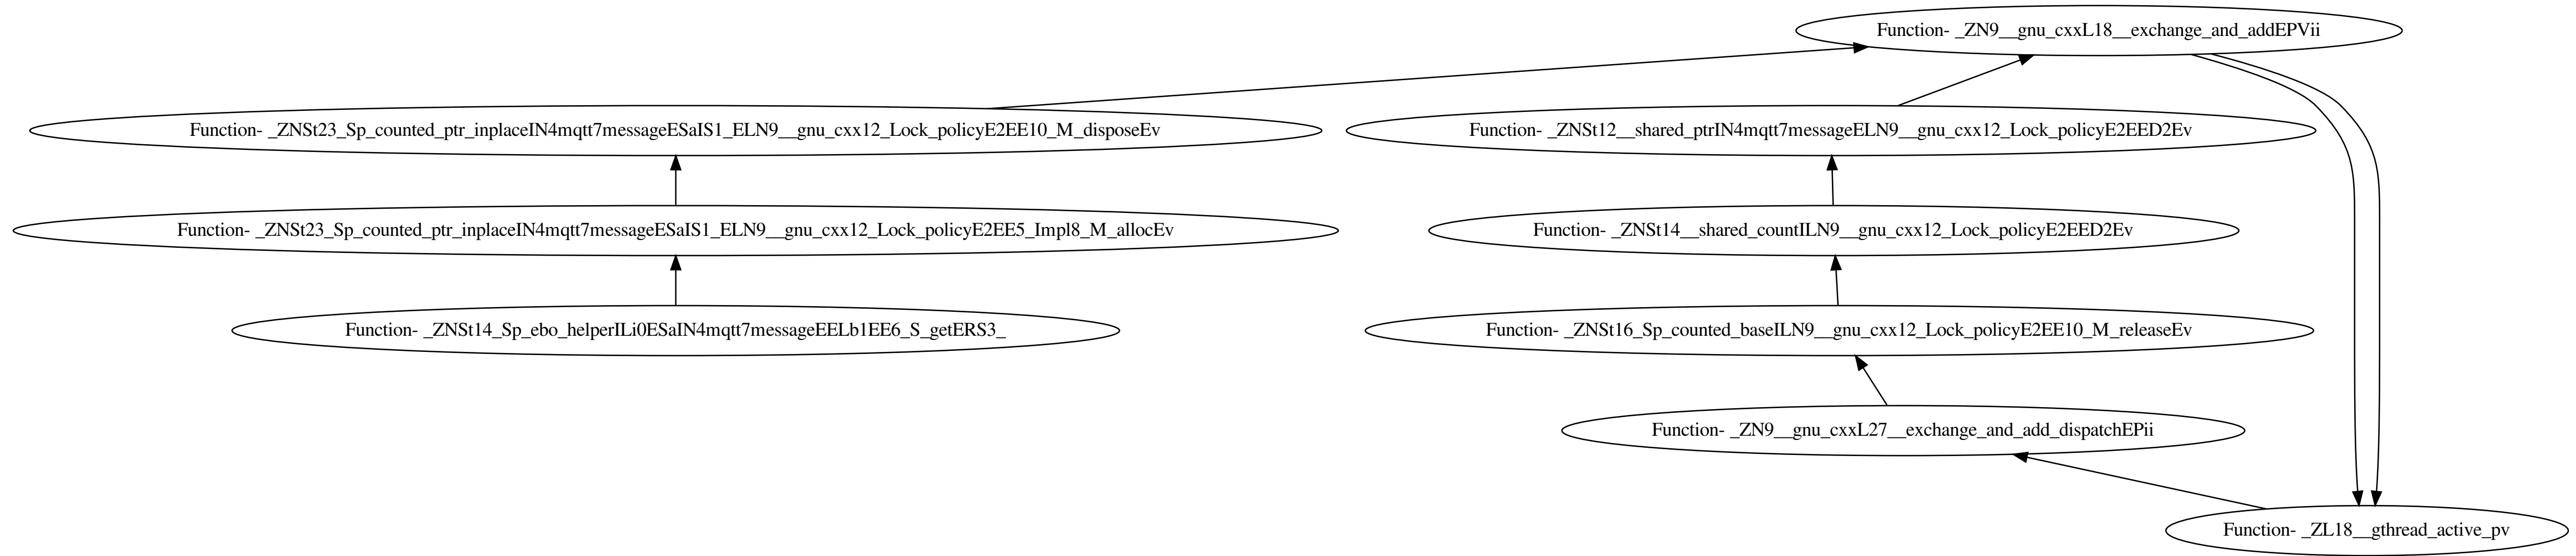 Function- _ZN9__gnu_cxxL18__exchange_and_addEPVii
Function- _ZNSt23_Sp_counted_ptr_inplaceIN4mqtt7messageESaIS1_ELN9__gnu_cxx12_Lock_policyE2EE10_M_disposeEv
Function- _ZNSt12__shared_ptrIN4mqtt7messageELN9__gnu_cxx12_Lock_policyE2EED2Ev
Function- _ZNSt23_Sp_counted_ptr_inplaceIN4mqtt7messageESaIS1_ELN9__gnu_cxx12_Lock_policyE2EE5_Impl8_M_allocEv
Function- _ZNSt14__shared_countILN9__gnu_cxx12_Lock_policyE2EED2Ev
Function- _ZNSt14_Sp_ebo_helperILi0ESaIN4mqtt7messageEELb1EE6_S_getERS3_
Function- _ZNSt16_Sp_counted_baseILN9__gnu_cxx12_Lock_policyE2EE10_M_releaseEv
Function- _ZN9__gnu_cxxL27__exchange_and_add_dispatchEPii
Function- _ZL18__gthread_active_pv